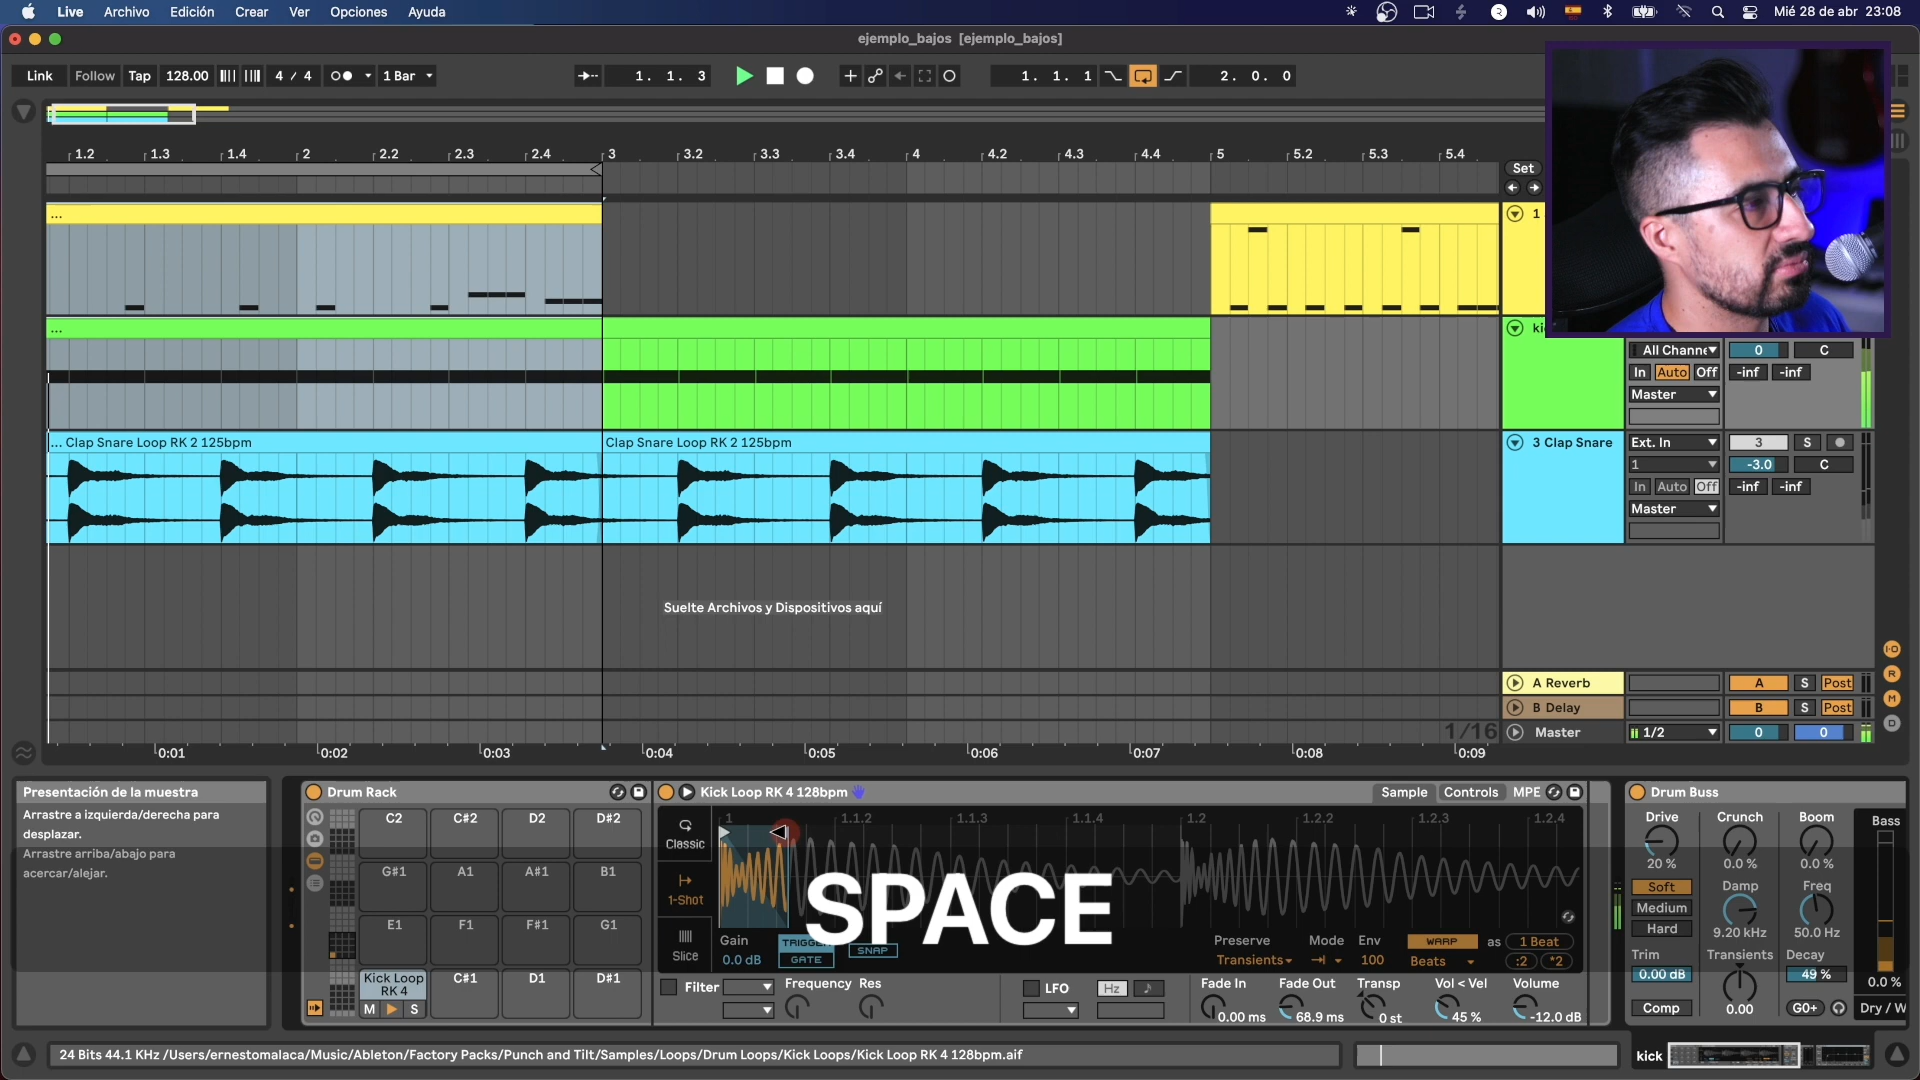 Live Archivo Edición Crear Ver Opciones Ayuda
Mié 28 de abr 23:08
ejemplo_bajos [ejemplo_bajos]
Link Follow Tap 128.00 4 / 4 1 Bar
1. 1. 3
1. 1. 1
2. 0. 0
1.2 1.3 1.4 2 2.2 2.3 2.4 3 3.2 3.3 3.4 4 4.2 4.3 4.4 5 5.2 5.3 5.4
Set
...
1
...
All Channe
0 C
In Auto Off
-inf -inf
Master
... Clap Snare Loop RK 2 125bpm
Clap Snare Loop RK 2 125bpm
3 Clap Snare
Ext. In
3 S
1
-3.0 C
In Auto Off
-inf -inf
Master
Suelte Archivos y Dispositivos aquí
A Reverb
A S Post
B Delay
B S Post
1/16
Master
1/2
0 0
0:01 0:02 0:03 0:04 0:05 0:06 0:07 0:08 0:09
Presentación de la muestra
Arrastre a izquierda/derecha para
desplazar.
Arrastre arriba/abajo para
acercar/alejar.
Drum Rack
C2 C#2 D2 D#2
G#1 A1 A#1 B1
E1 F1 F#1 G1
Kick Loop
RK 4
C#1 D1 D#1
M S
Kick Loop RK 4 128bpm
Sample Controls MPE
Classic
1-Shot
Slice
1 1.1.2 1.1.3 1.1.4 1.2 1.2.2 1.2.3 1.2.4
SPACE
Gain
0.0 dB
TRIGGER
GATE
SNAP
Preserve Mode Env
Transients 100
WARP as 1 Beat
Beats :2 *2
Filter Frequency Res
LFO Hz
Fade In Fade Out Transp Vol < Vel Volume
0.00 ms 68.9 ms 0 st 45 % -12.0 dB
Drum Buss
Drive Crunch Boom Bass
20 % 0.0 % 0.0 %
Soft
Medium
Hard
Damp Freq
9.20 kHz 50.0 Hz
Trim Transients Decay
0.00 dB 49 %
0.0 %
Comp 0.00 G0+ Dry / W
24 Bits 44.1 KHz /Users/ernestomalaca/Music/Ableton/Factory Packs/Punch and Tilt/Samples/Loops/Drum Loops/Kick Loops/Kick Loop RK 4 128bpm.aif
kick